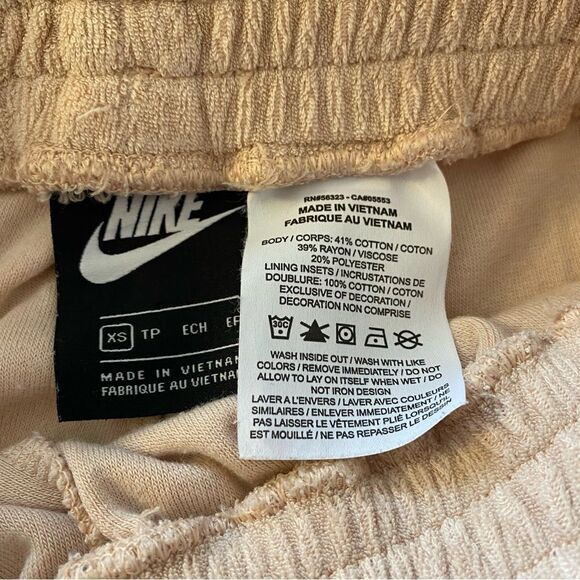 NIKE
XS TP ECH
MADE IN VIETNAM
FABRIQUE AU VIETNAM
RN#56323 - CA#05553
MADE IN VIETNAM
FABRIQUE AU VIETNAM
BODY / CORPS: 41% COTTON / COTON
39% RAYON / VISCOSE
20% POLYESTER
LINING INSETS / INCRUSTATIONS DE
DOUBLURE: 100% COTTON / COTON
EXCLUSIVE OF DECORATION /
DECORATION NON COMPRISE
30C
WASH INSIDE OUT / WASH WITH LIKE
COLORS / REMOVE IMMEDIATELY / DO NOT
ALLOW TO LAY ON ITSELF WHEN WET / DO
NOT IRON DESIGN
LAVER A L'ENVERS / LAVER AVEC COULEURS
SIMILAIRES / ENLEVER IMMEDIATEMENT / NE
PAS LAISSER LE VÊTEMENT PLIÉ LORSQU'IL
EST MOUILLÉ / NE PAS REPASSER LE DESSIN